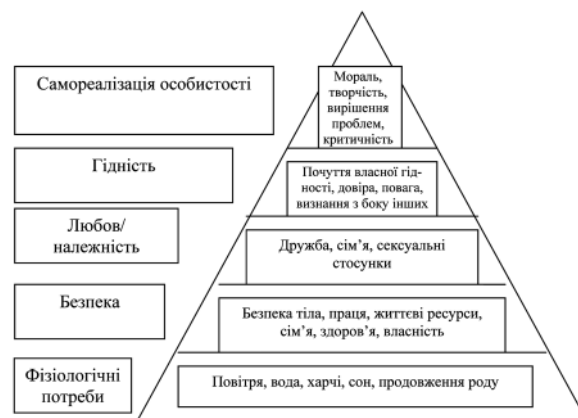 Самореалізація особистості
Мораль,
творчість,
вирішення
проблем,
критичність
Гідність
Почуття власної гід-
ності, довіра, повага,
визнання з боку інших
Любов/
належність
Дружба, сім’я, сексуальні
стосунки
Безпека
Безпека тіла, праця, життєві ресурси,
сім’я, здоров’я, власність
Фізіологічні
потреби
Повітря, вода, харчі, сон, продовження роду